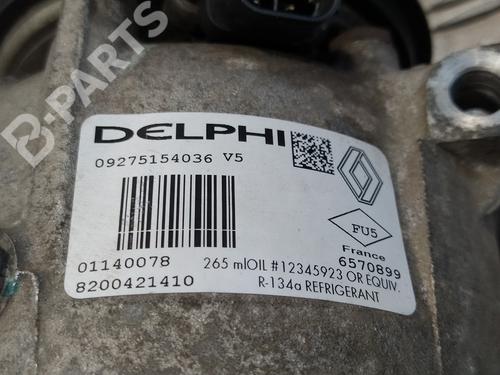 B-PARTS
DELPHI
09275154036 V5
FU5
France
01140078 265 mlOIL #12345923 OR EQUIV. 6570899
8200421410 R-134a REFRIGERANT